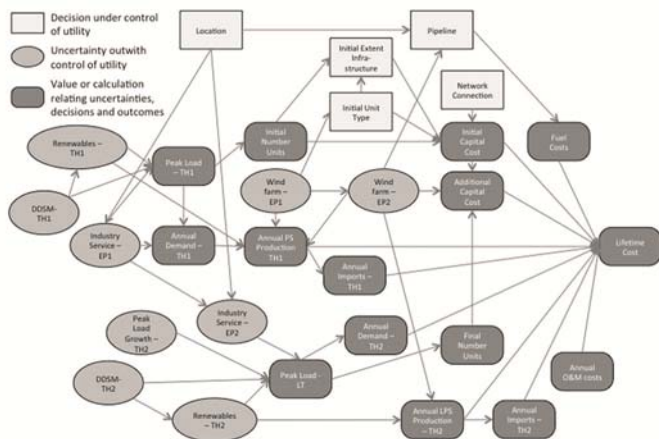 Decision under control
of utility
Uncertainty outwith
control of utility
Value or calculation
relating uncertainties,
decisions and outcomes
Location
Pipeline
Initial Extent
Infra-
structure
Network
Connection
Initial Unit
Type
Renewables – TH1
Peak Load
– TH1
Initial
Number
Units
Initial
Capital
Cost
Fuel
Costs
DDSM-
TH1
Wind
farm –
EP1
Wind
farm –
EP2
Additional
Capital
Cost
Industry
Service –
EP1
Annual
Demand –
TH1
Annual PS
Production
TH1
Lifetime
Cost
Annual
Imports –
TH1
Peak
Load
Growth –
TH2
Industry
Service –
EP2
Annual
Demand –
TH2
Final
Number
Units
DDSM-
TH2
Peak Load -
LT
Annual
O&M costs
Renewables
– TH2
Annual LPS
Production
– TH2
Annual
Imports –
TH2